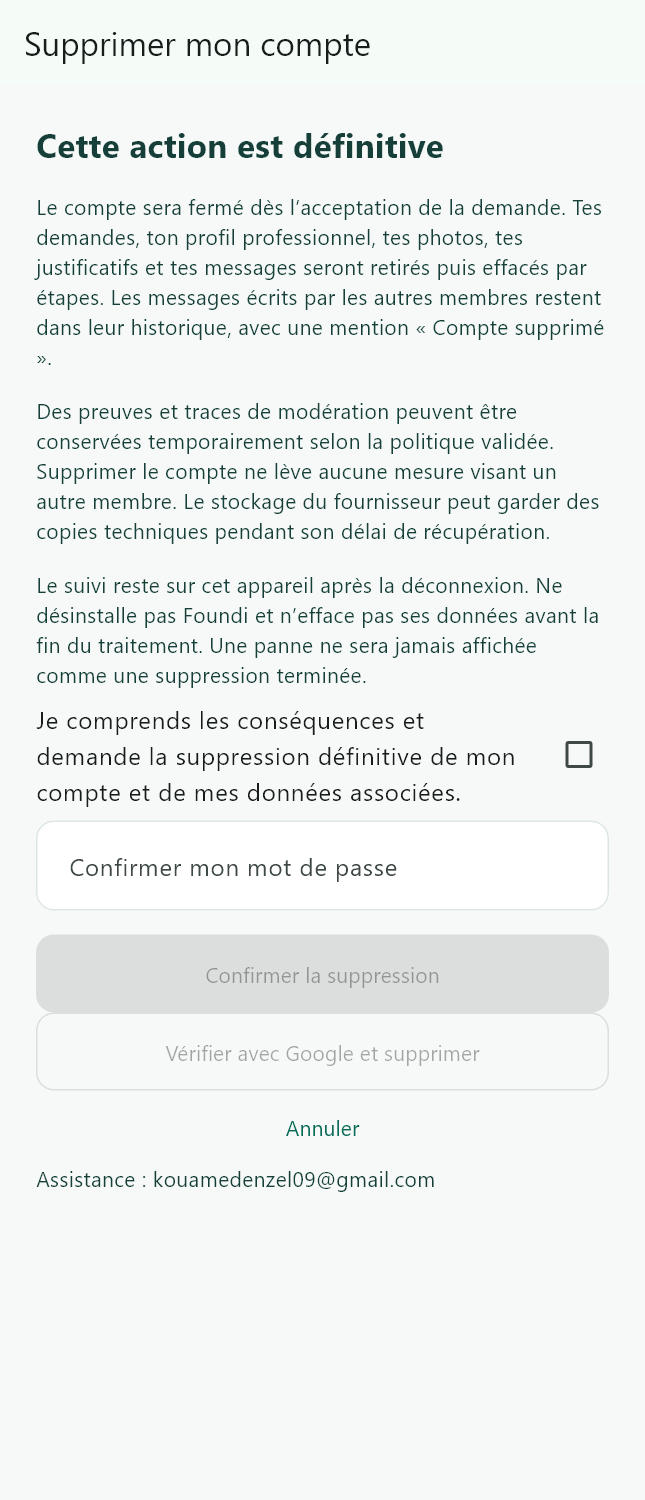 Supprimer mon compte
Cette action est définitive
Le compte sera fermé dès l’acceptation de la demande. Tes
demandes, ton profil professionnel, tes photos, tes
justificatifs et tes messages seront retirés puis effacés par
étapes. Les messages écrits par les autres membres restent
dans leur historique, avec une mention « Compte supprimé
».
Des preuves et traces de modération peuvent être
conservées temporairement selon la politique validée.
Supprimer le compte ne lève aucune mesure visant un
autre membre. Le stockage du fournisseur peut garder des
copies techniques pendant son délai de récupération.
Le suivi reste sur cet appareil après la déconnexion. Ne
désinstalle pas Foundi et n’efface pas ses données avant la
fin du traitement. Une panne ne sera jamais affichée
comme une suppression terminée.
Je comprends les conséquences et
demande la suppression définitive de mon
compte et de mes données associées.
Confirmer mon mot de passe
Confirmer la suppression
Vérifier avec Google et supprimer
Annuler
Assistance : kouamedenzel09@gmail.com